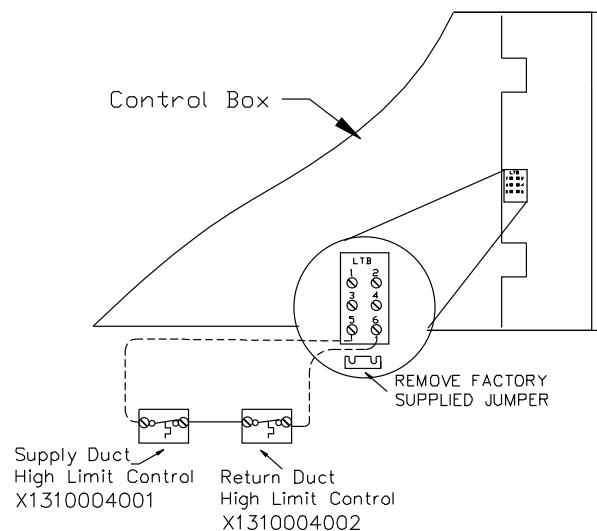 Control Box
LTB
LTB
1 2
3 4
5 6
REMOVE FACTORY
SUPPLIED JUMPER
Supply Duct
High Limit Control
X1310004001
Return Duct
High Limit Control
X1310004002